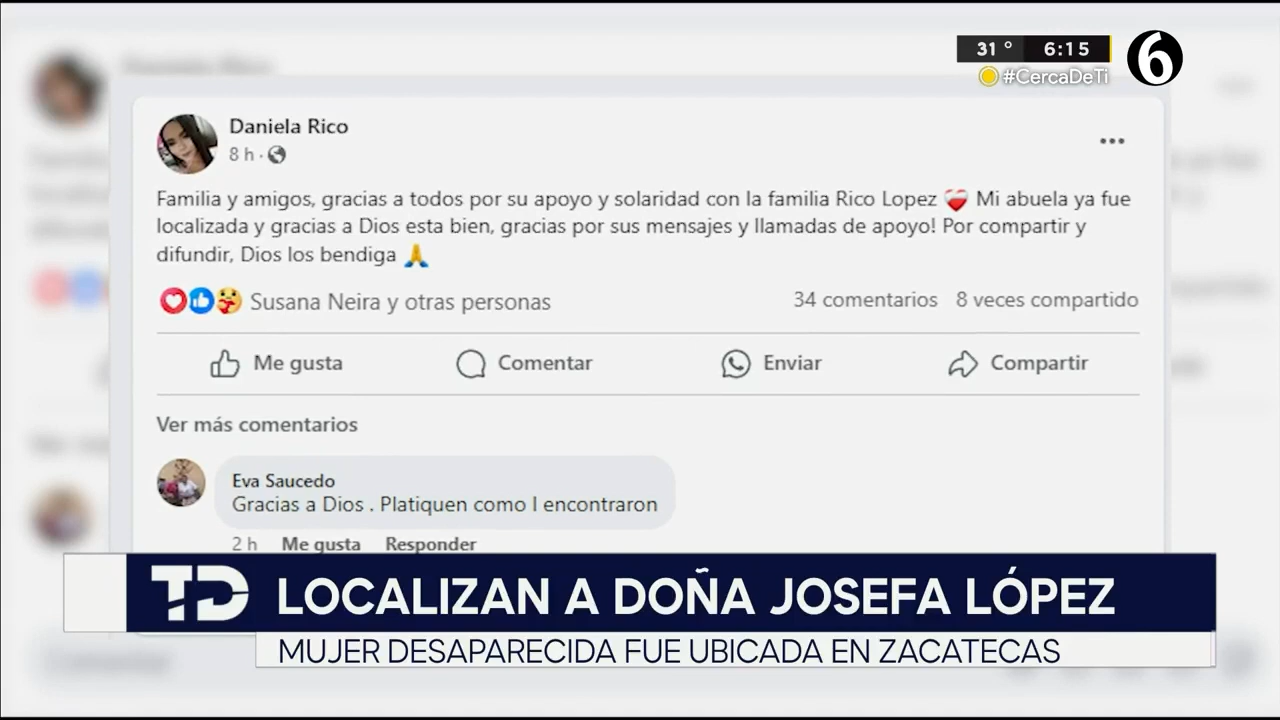 31 ° 6:15
6
#CercaDeTi
Daniela Rico
8 h ·
Familia y amigos, gracias a todos por su apoyo y solaridad con la familia Rico Lopez ❤️‍🩹 Mi abuela ya fue
localizada y gracias a Dios esta bien, gracias por sus mensajes y llamadas de apoyo! Por compartir y
difundir, Dios los bendiga 🙏
Susana Neira y otras personas 34 comentarios 8 veces compartido
Me gusta Comentar Enviar Compartir
Ver más comentarios
Eva Saucedo
Gracias a Dios . Platiquen como l encontraron
2 h Me gusta Responder
TD LOCALIZAN A DOÑA JOSEFA LÓPEZ
MUJER DESAPARECIDA FUE UBICADA EN ZACATECAS